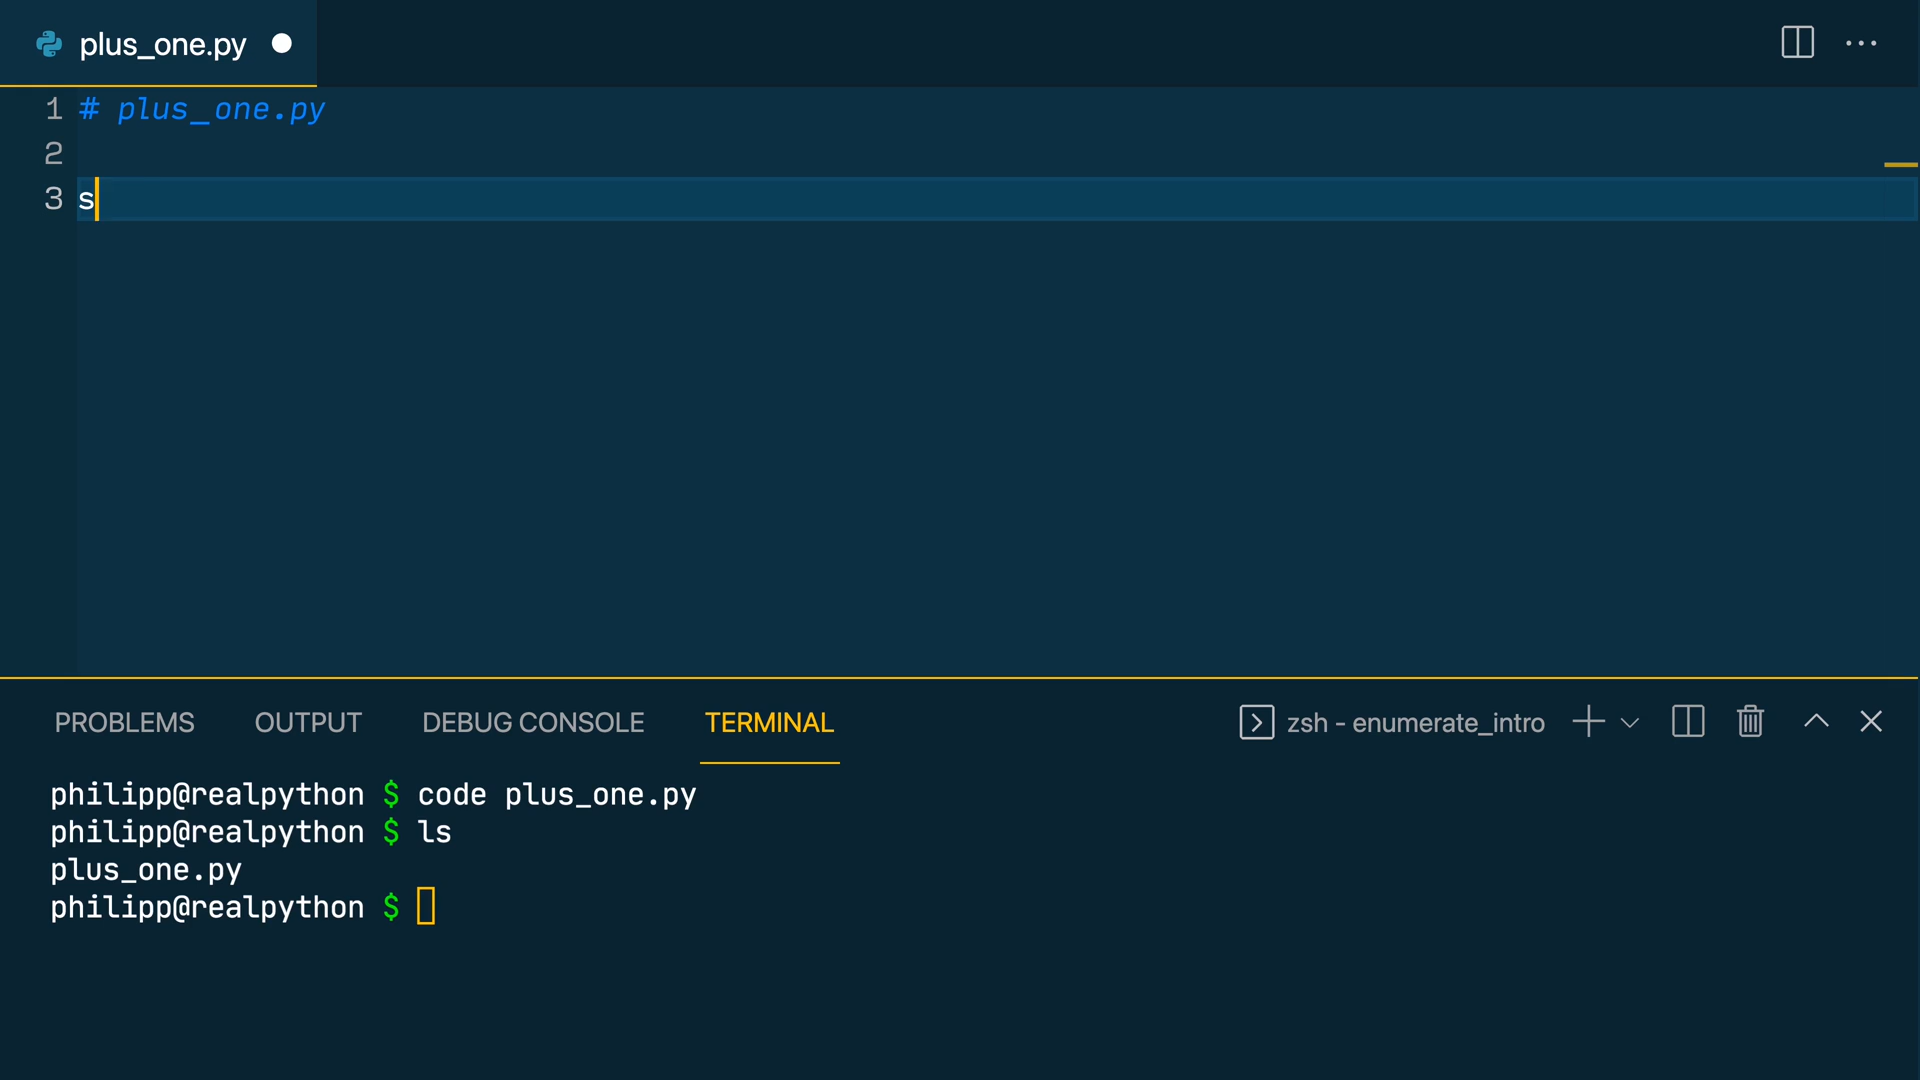 plus_one.py
1 # plus_one.py
2
3 s
PROBLEMS OUTPUT DEBUG CONSOLE TERMINAL zsh - enumerate_intro
philipp@realpython $ code plus_one.py
philipp@realpython $ ls
plus_one.py
philipp@realpython $